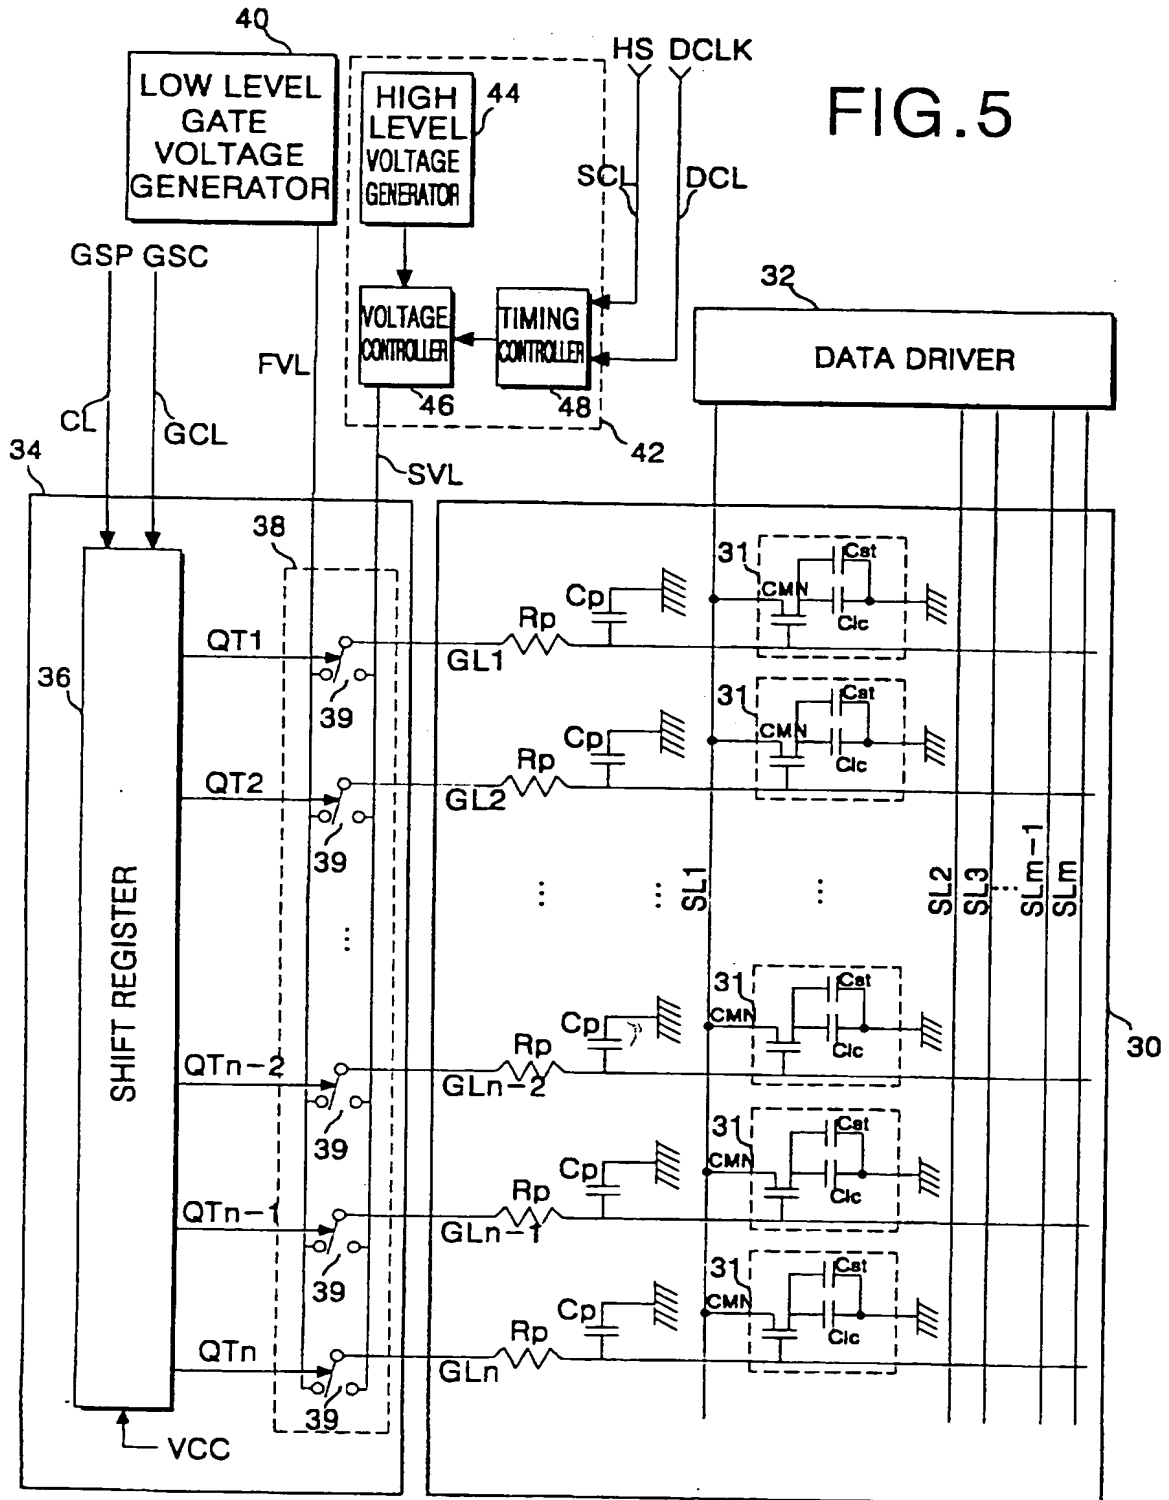 40
LOW LEVEL
GATE
VOLTAGE
GENERATOR
HIGH
LEVEL
VOLTAGE
GENERATOR
44
HS DCLK
FIG.5
SCL
DCL
GSP GSC
FVL
VOLTAGE
CONTROLLER
46
TIMING
CONTROLLER
48
42
32
DATA DRIVER
CL
GCL
SVL
34
38
36
SHIFT REGISTER
VCC
QT1
39
GL1
Rp
Cp
31
CMN
Cst
Clc
QT2
39
GL2
Rp
Cp
31
CMN
Cst
Clc
...
...
...
...
SL1
SL2
SL3
...
SLm-1
SLm
QTn-2
39
GLn-2
Rp
Cp
31
CMN
Cst
Clc
30
QTn-1
39
GLn-1
Rp
Cp
31
CMN
Cst
Clc
QTn
39
GLn
Rp
Cp
31
CMN
Cst
Clc